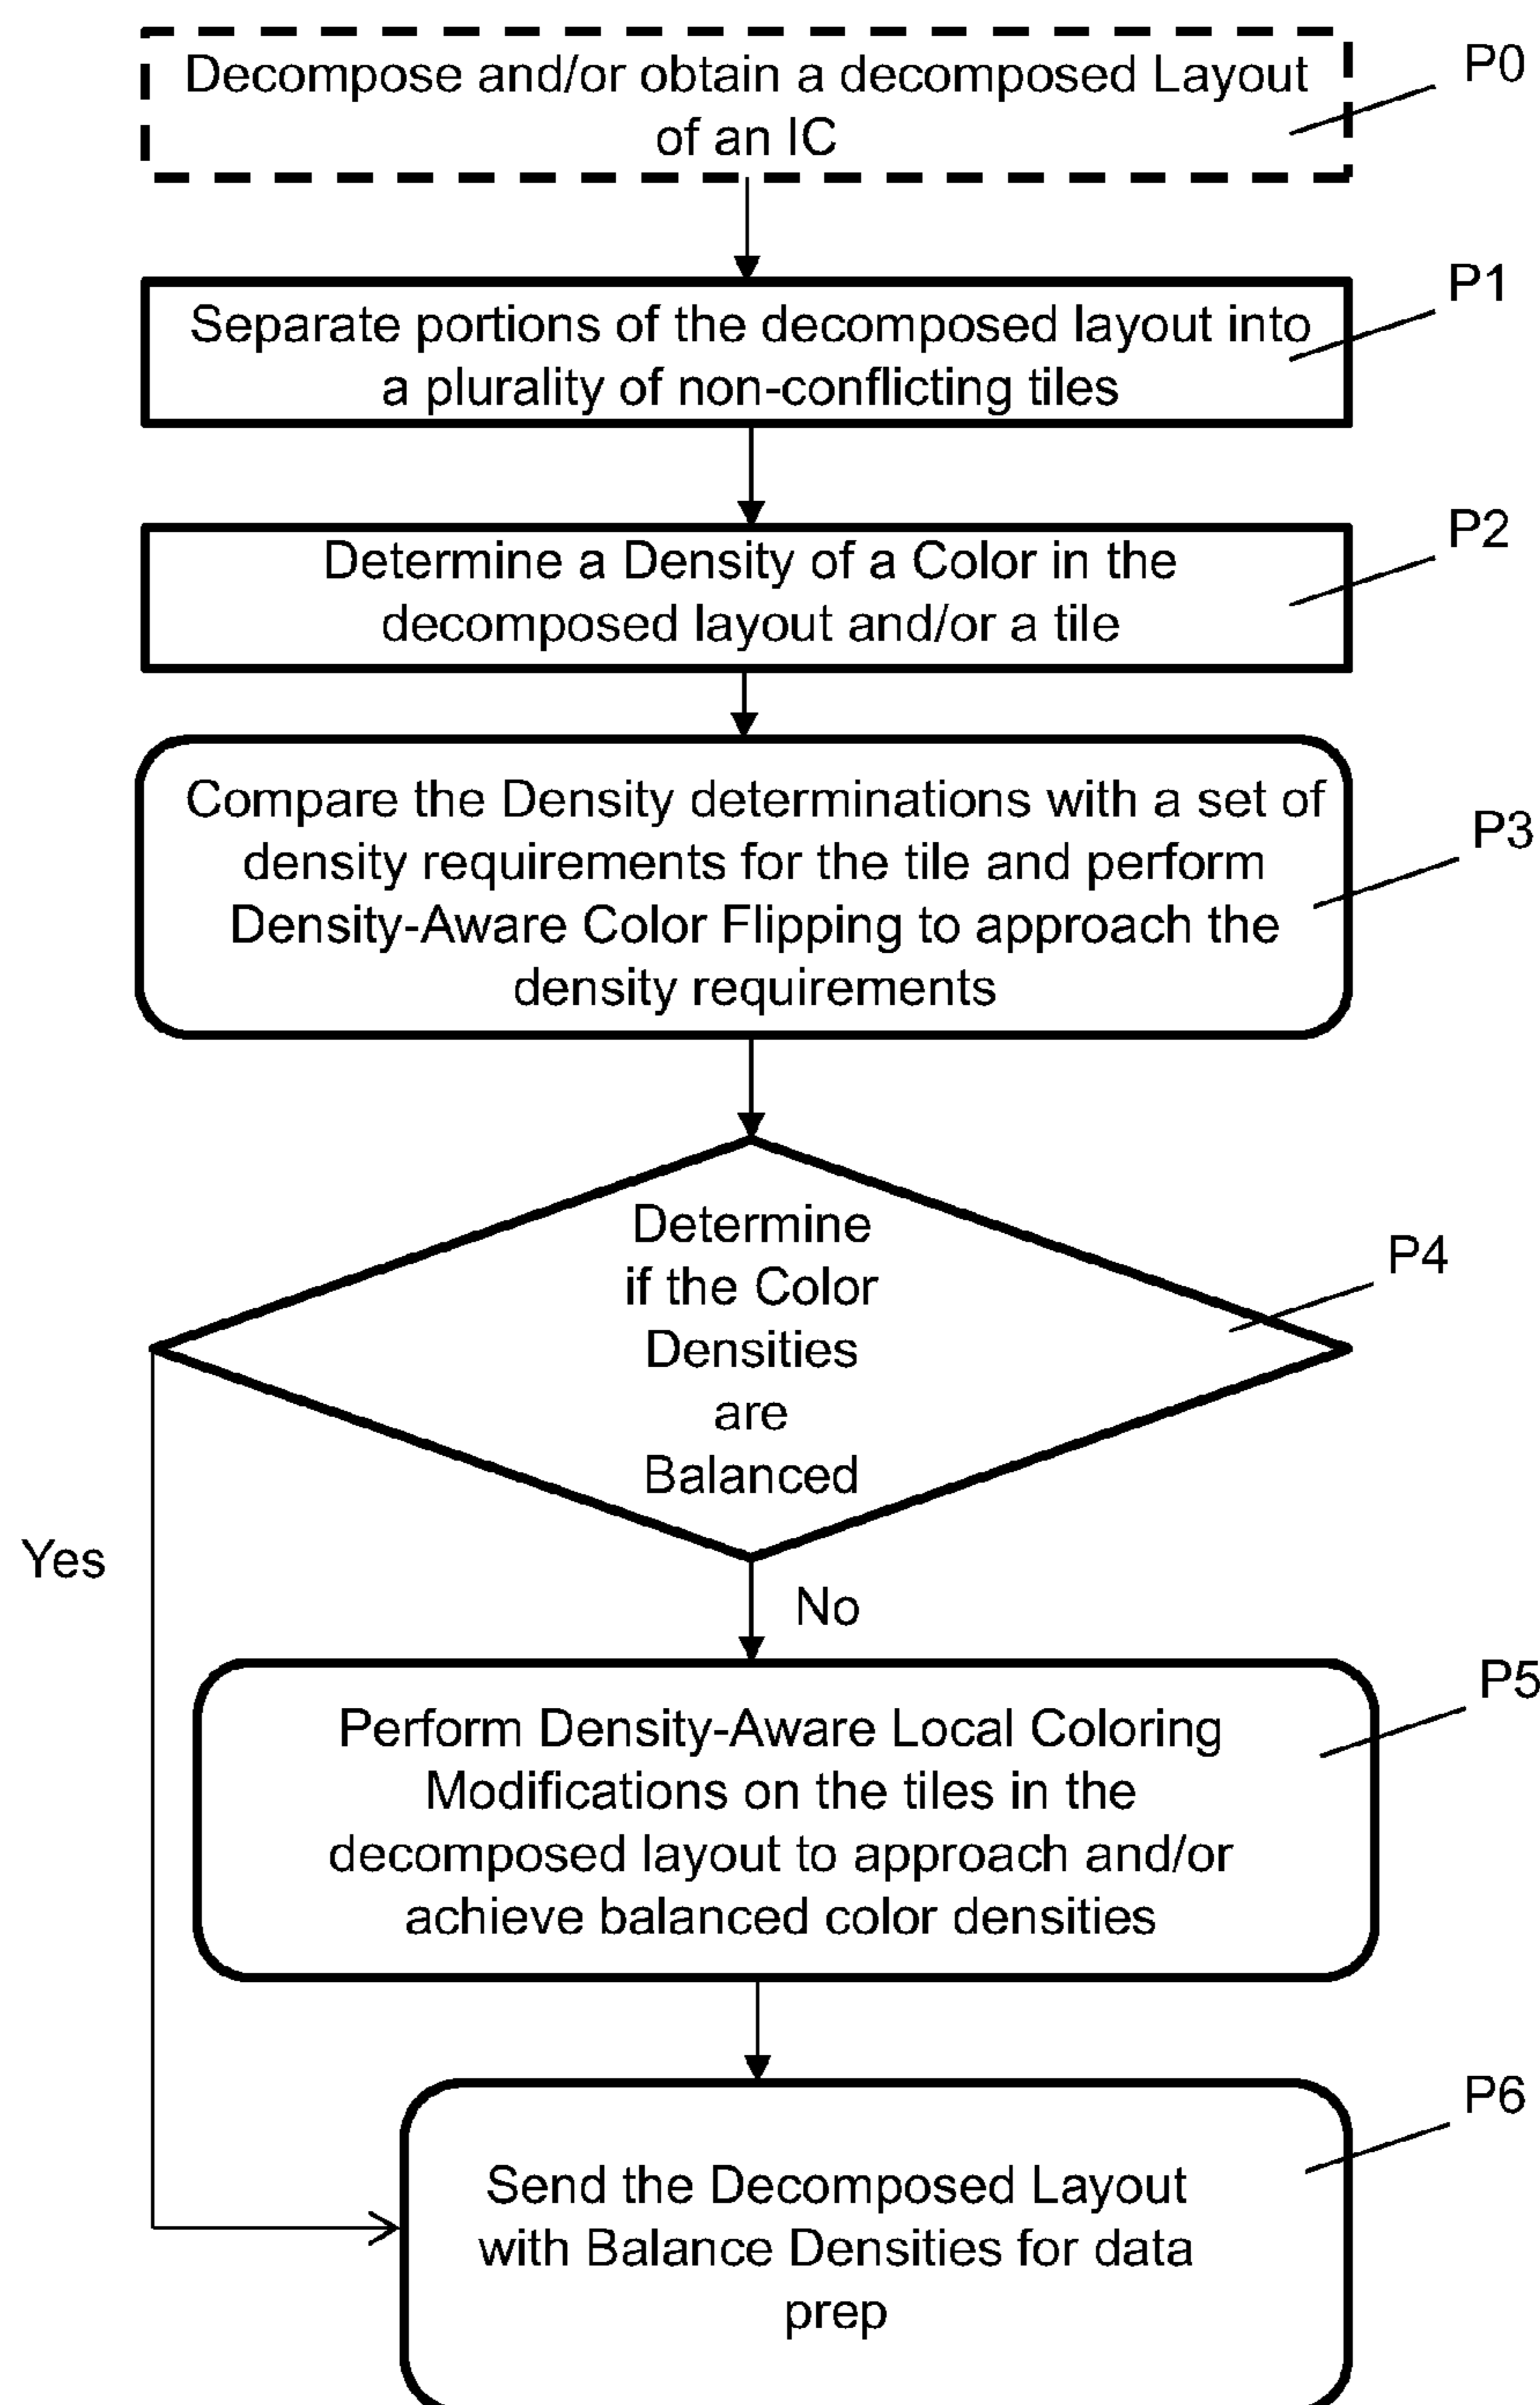 Decompose and/or obtain a decomposed Layout
of an IC
P0
Separate portions of the decomposed layout into
a plurality of non-conflicting tiles
P1
Determine a Density of a Color in the
decomposed layout and/or a tile
P2
Compare the Density determinations with a set of
density requirements for the tile and perform
Density-Aware Color Flipping to approach the
density requirements
P3
Determine
if the Color
Densities
are
Balanced
P4
Yes
No
Perform Density-Aware Local Coloring
Modifications on the tiles in the
decomposed layout to approach and/or
achieve balanced color densities
P5
Send the Decomposed Layout
with Balance Densities for data
prep
P6